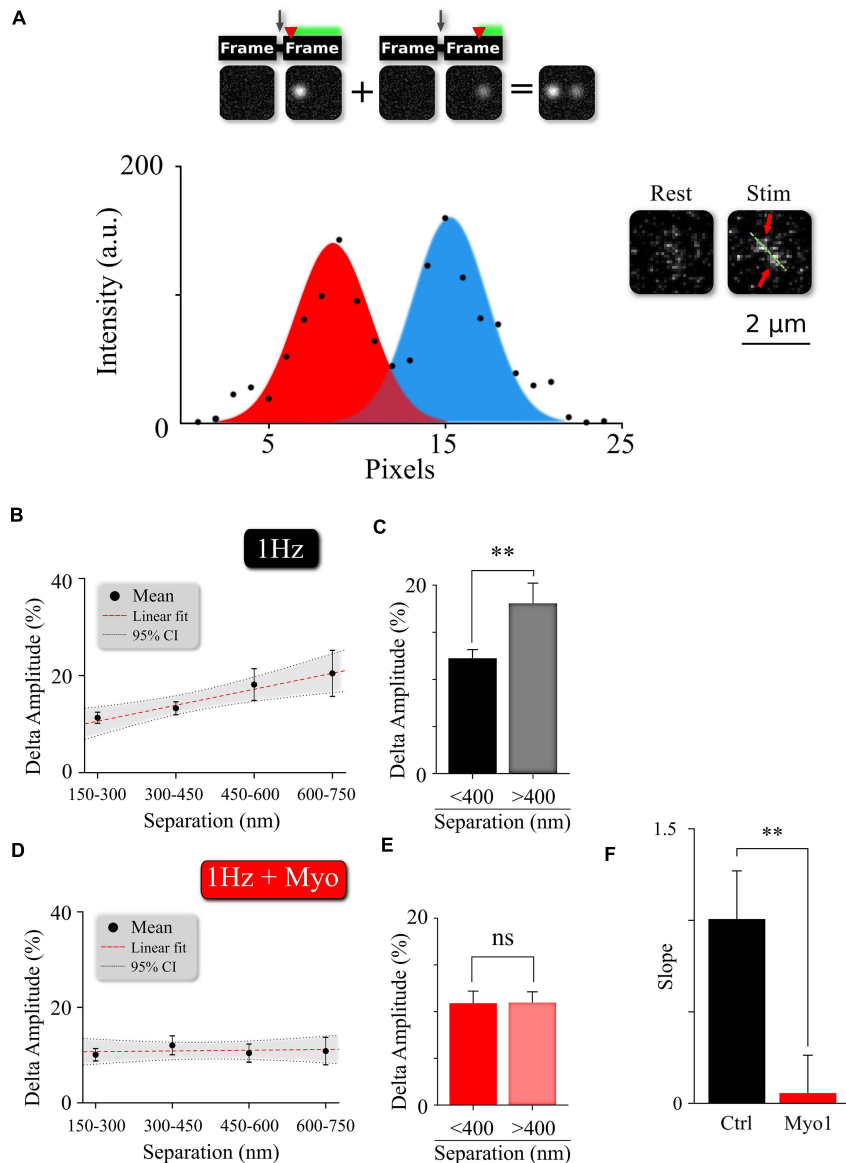 A
Frame Frame Frame Frame
+ =
200
Intensity (a.u.)
0
5 15 25
Pixels
Rest Stim
2 µm
B
1Hz
40
20
0
Delta Amplitude (%)
Mean
Linear fit
95% CI
150-300 300-450 450-600 600-750
Separation (nm)
C
**
20
0
Delta Amplitude (%)
<400 >400
Separation (nm)
D
1Hz + Myo
40
20
0
Delta Amplitude (%)
Mean
Linear fit
95% CI
150-300 300-450 450-600 600-750
Separation (nm)
E
ns
20
0
Delta Amplitude (%)
<400 >400
Separation (nm)
F
1.5
**
Slope
0
Ctrl Myo1